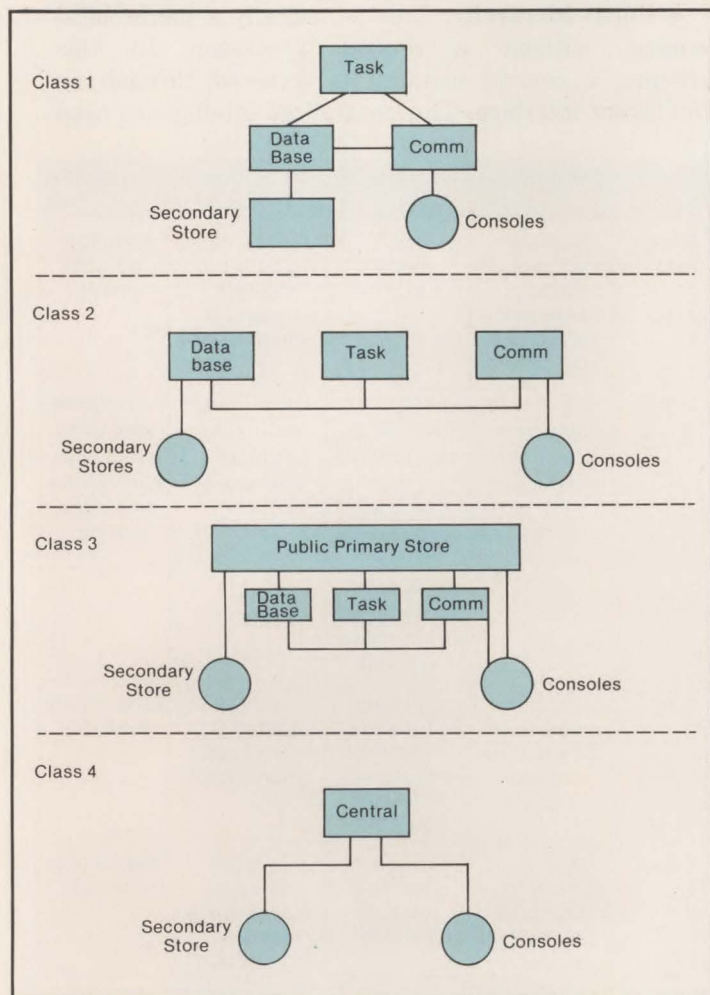 Class 1
Task
Data
Base
Comm
Secondary
Store
Consoles
Class 2
Data
base
Task
Comm
Secondary
Stores
Consoles
Class 3
Public Primary Store
Data
Base
Task
Comm
Secondary
Store
Consoles
Class 4
Central
Secondary
Store
Consoles